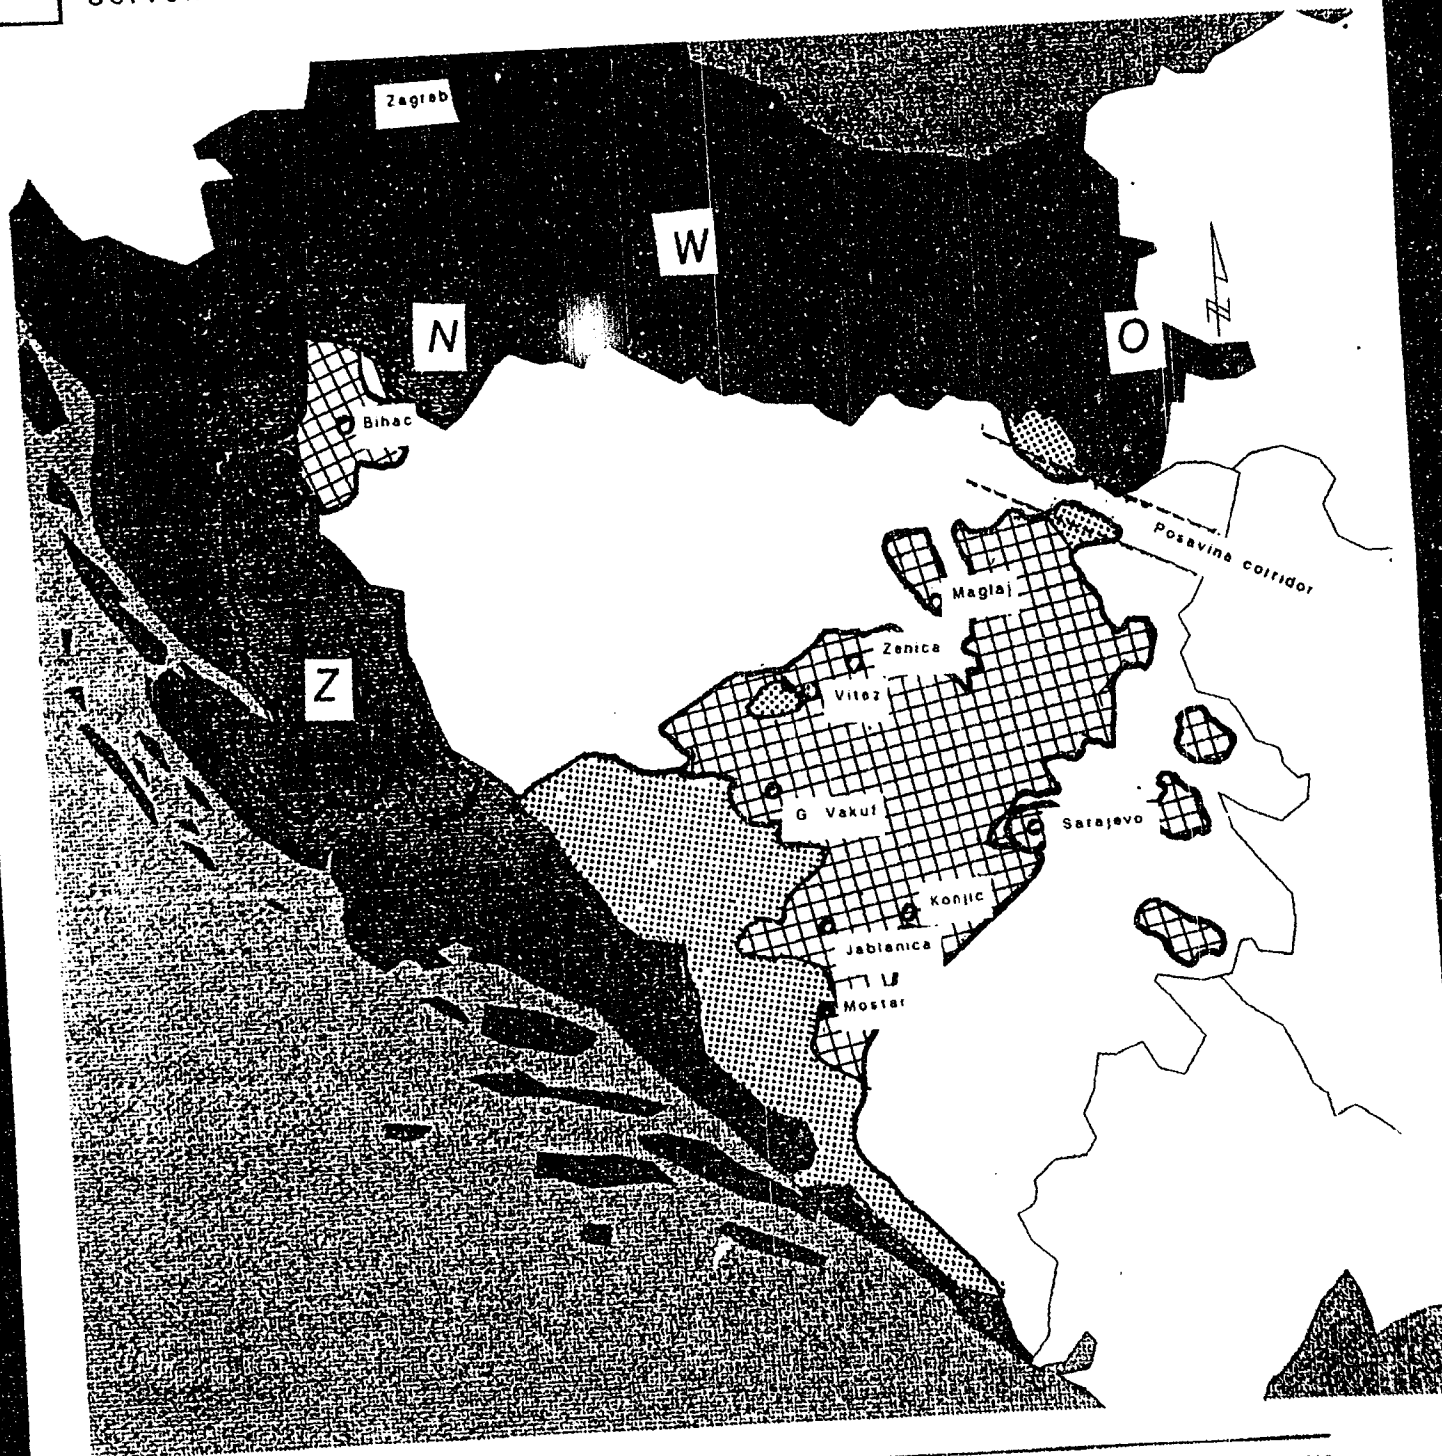 Zagreb
W
N
O
Bihac
Posavina corridor
Maglaj
Zenica
Vitez
Z
G Vakuf
Sarajevo
Konjic
Jablanica
Mostar